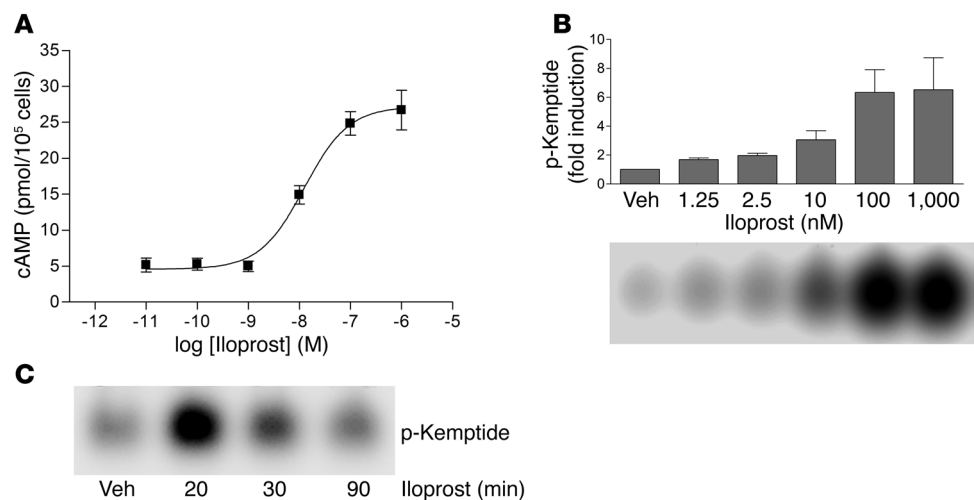 A
35
30
25
20
15
10
5
0
cAMP (pmol/10⁵ cells)
-12 -11 -10 -9 -8 -7 -6 -5
log [Iloprost] (M)
B
10
8
6
4
2
0
p-Kemptide
(fold induction)
Veh 1.25 2.5 10 100 1,000
Iloprost (nM)
C
p-Kemptide
Veh 20 30 90 Iloprost (min)